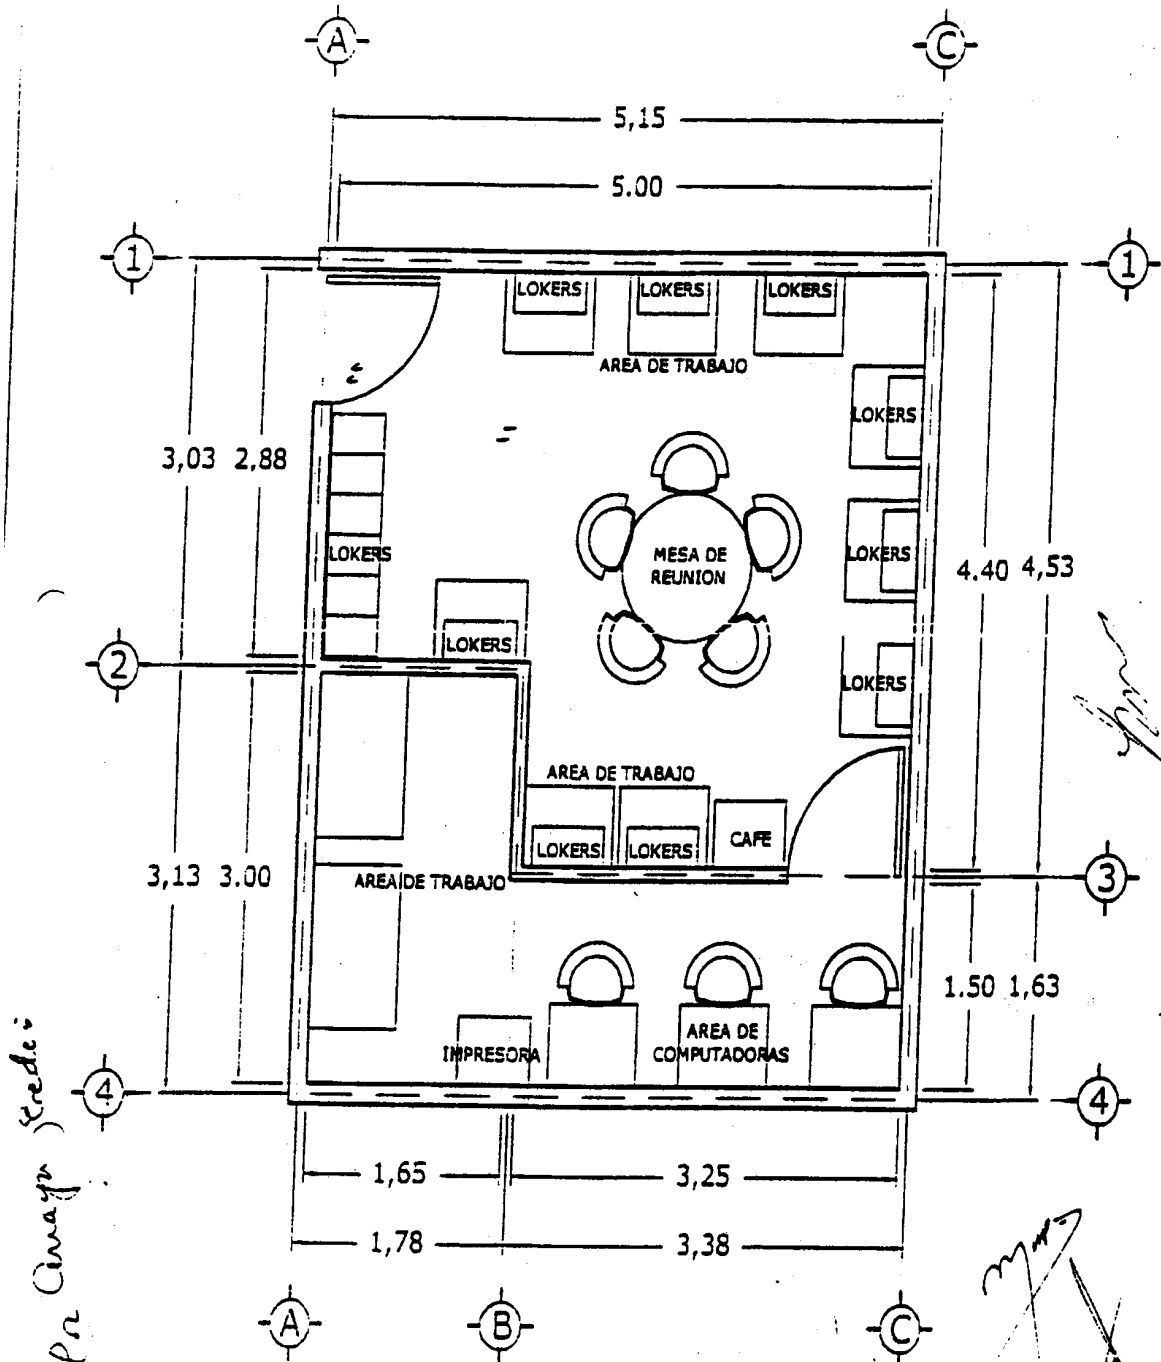 A C
5,15
5.00
1 1
LOKERS LOKERS LOKERS
AREA DE TRABAJO
LOKERS
3,03 2,88
MESA DE
REUNION
LOKERS
LOKERS
4.40 4,53
LOKERS
2
LOKERS
AREA DE TRABAJO
LOKERS LOKERS CAFE
3,13 3.00
AREA DE TRABAJO
3
1.50 1,63
IMPRESORA
AREA DE
COMPUTADORAS
4 4
1,65 3,25
1,78 3,38
A B C